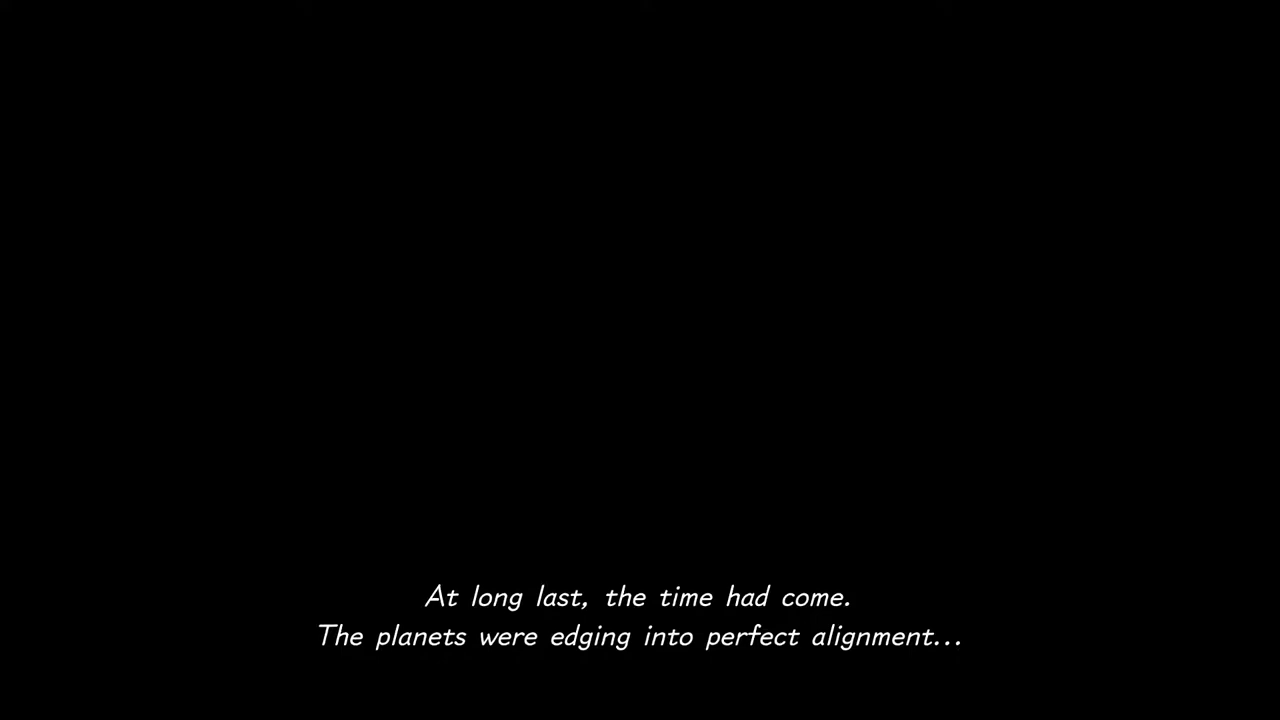 At long last, the time had come.
The planets were edging into perfect alignment...